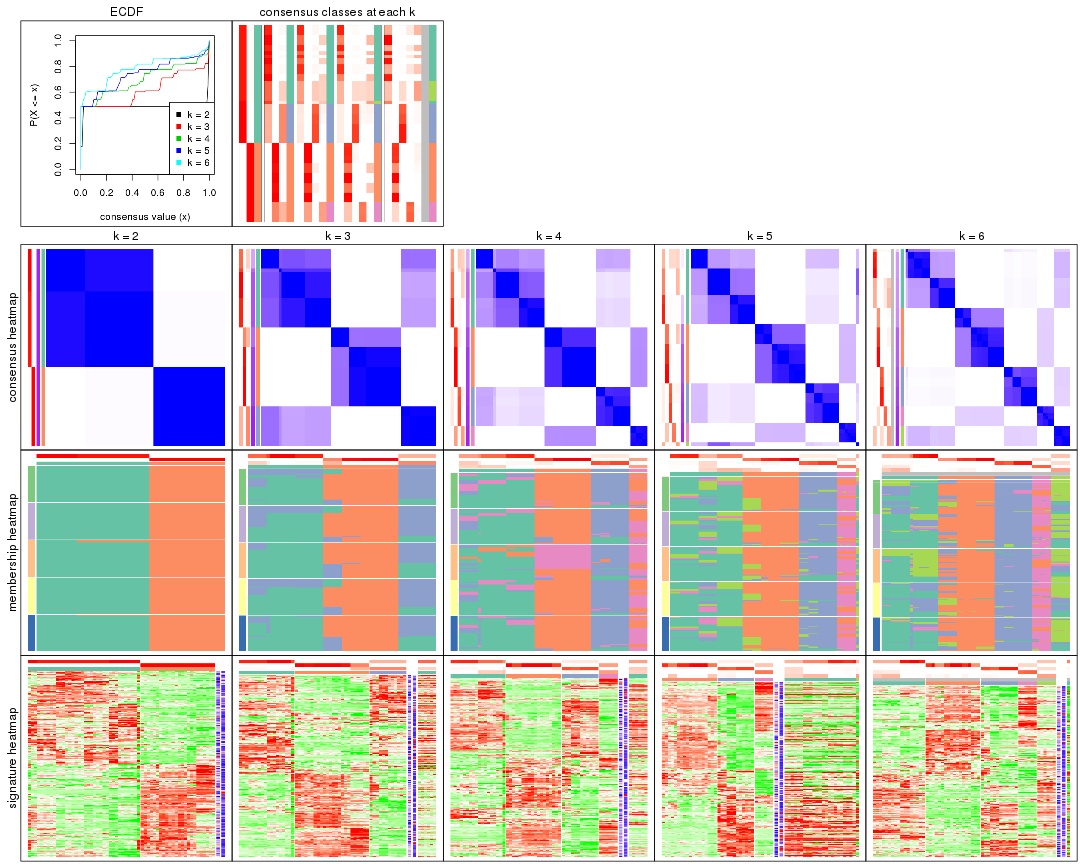 ECDF
consensus classes at each k
P(X <= x)
0.0 0.2 0.4 0.6 0.8 1.0
k = 2
k = 3
k = 4
k = 5
k = 6
0.0 0.2 0.4 0.6 0.8 1.0
consensus value (x)
k = 2
k = 3
k = 4
k = 5
k = 6
consensus heatmap
membership heatmap
signature heatmap